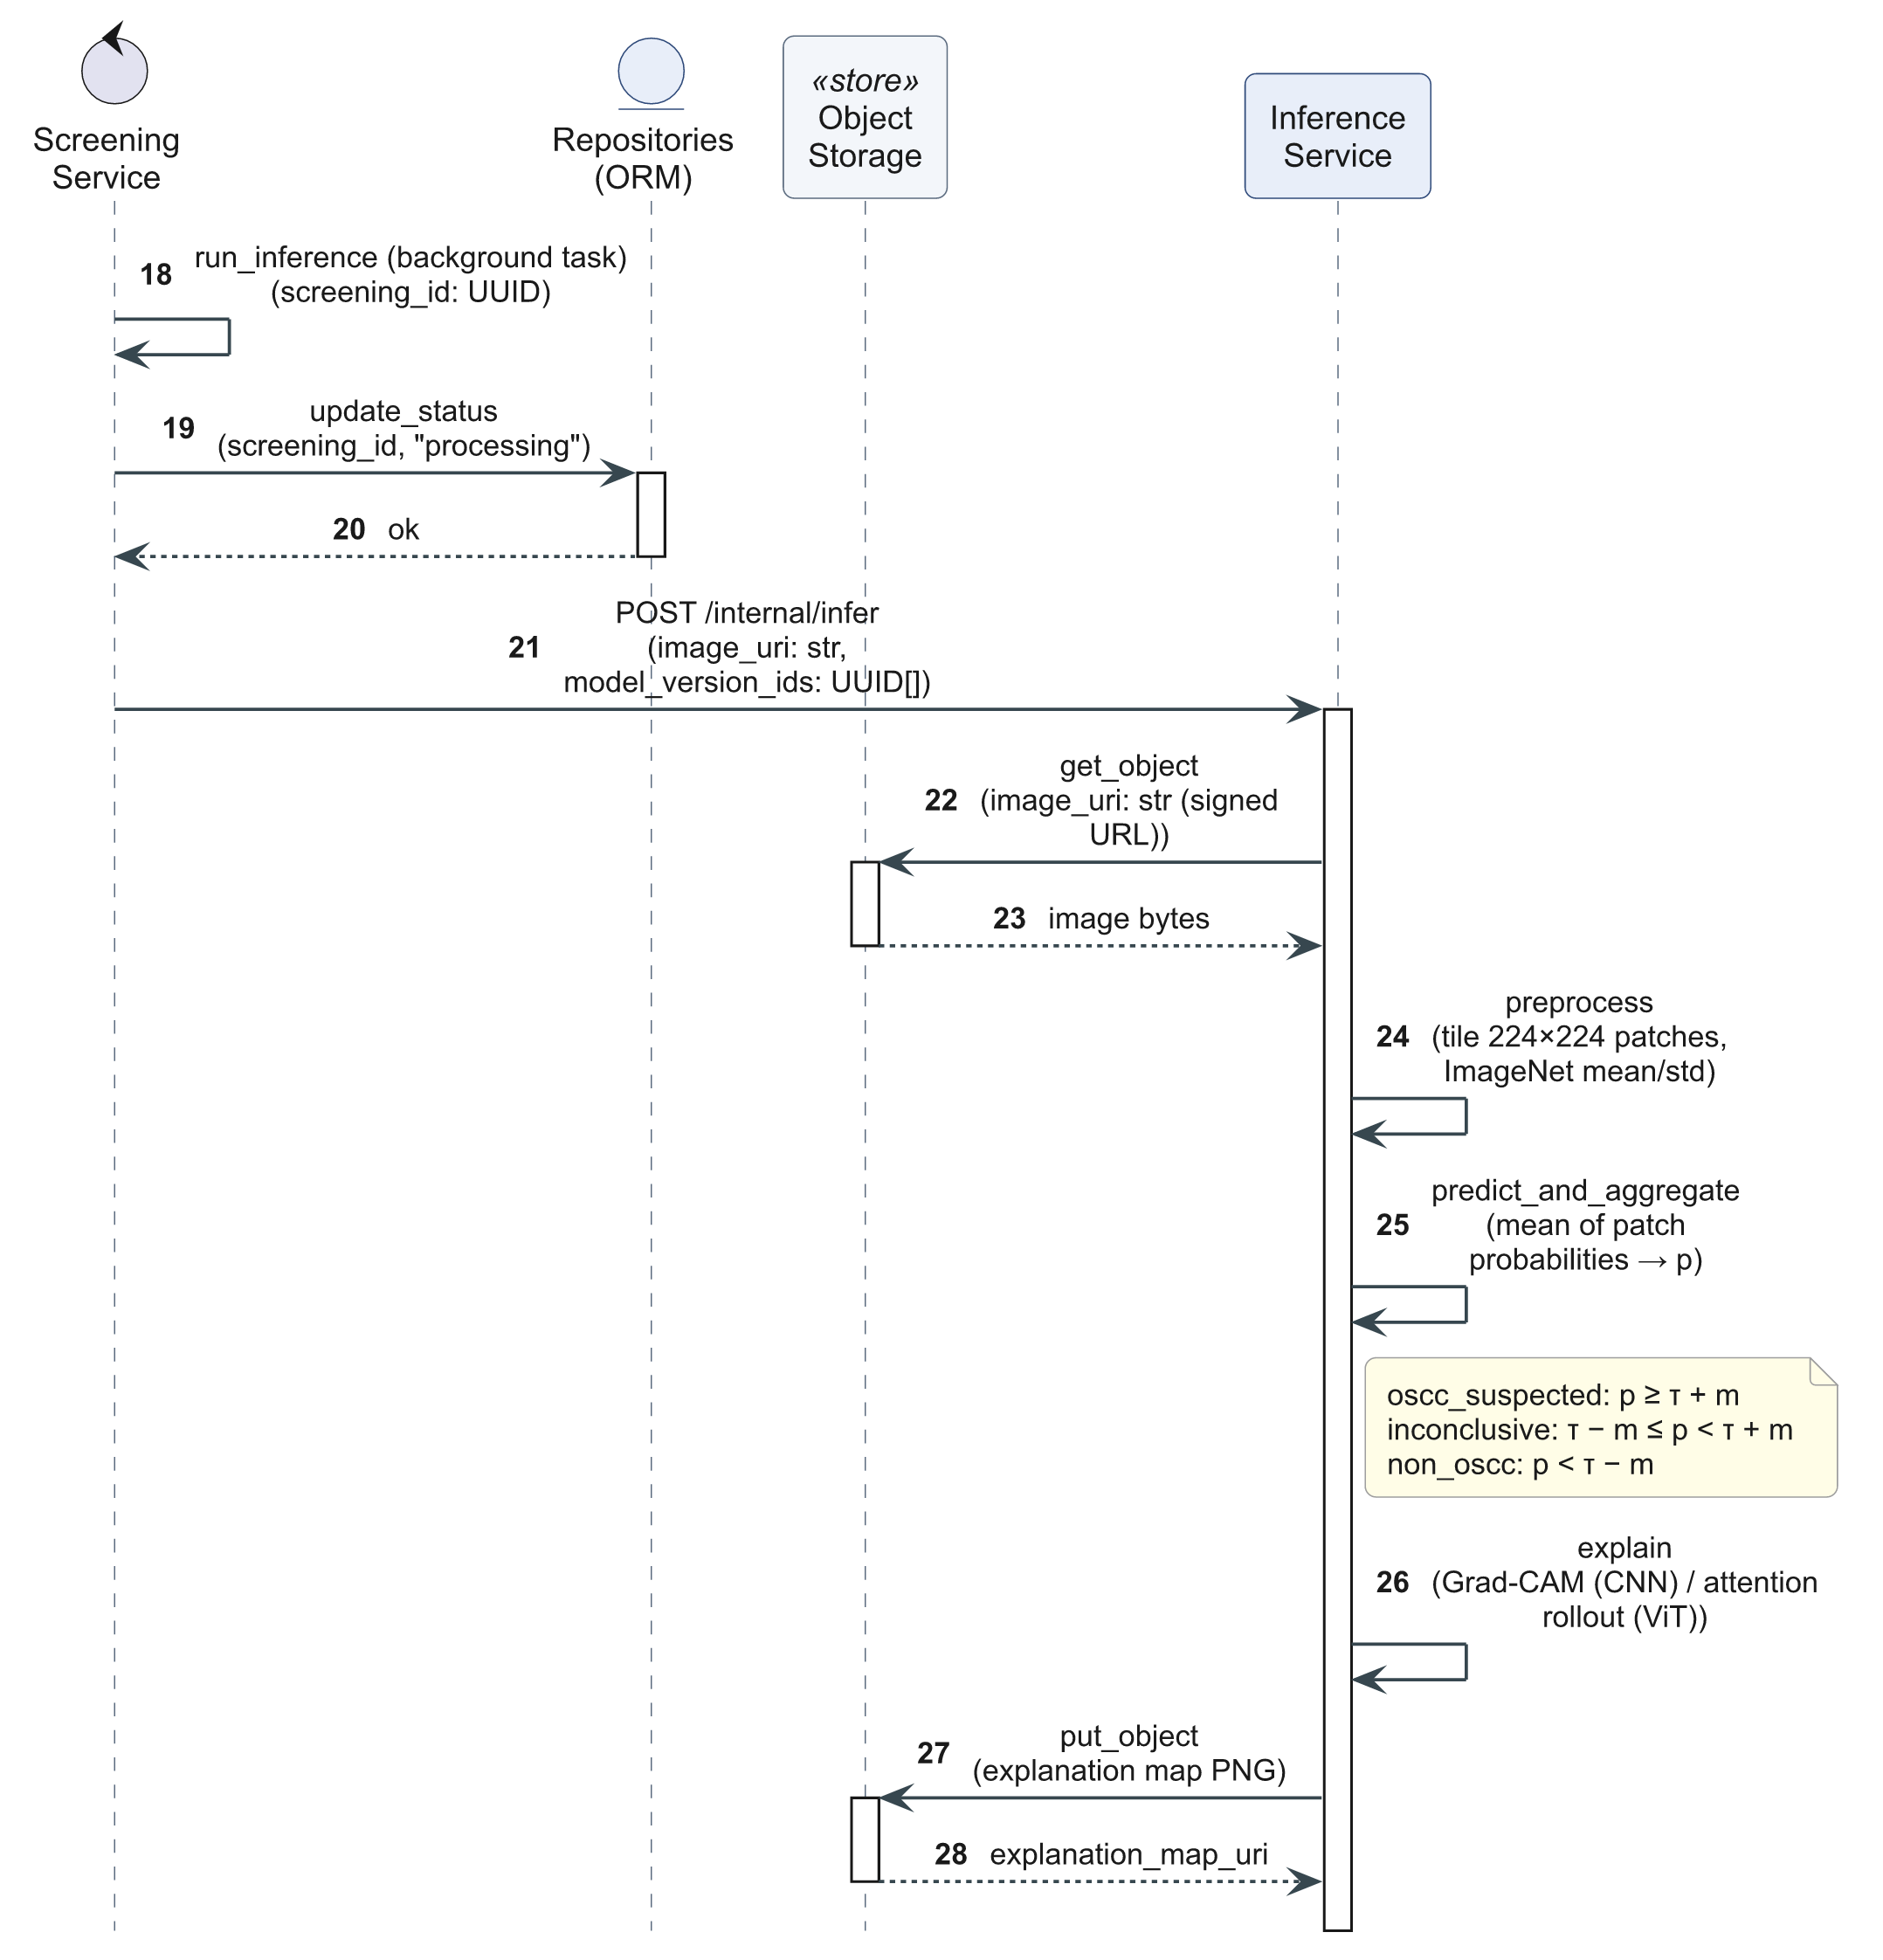 Screening
Service
Repositories
(ORM)
«store»
Object
Storage
Inference
Service
18 run_inference (background task)
(screening_id: UUID)
19 update_status
(screening_id, "processing")
20 ok
21 POST /internal/infer
(image_uri: str,
model_version_ids: UUID[])
22 get_object
(image_uri: str (signed
URL))
23 image bytes
24 preprocess
(tile 224×224 patches,
ImageNet mean/std)
25 predict_and_aggregate
(mean of patch
probabilities → p)
oscc_suspected: p ≥ τ + m
inconclusive: τ − m ≤ p < τ + m
non_oscc: p < τ − m
26 explain
(Grad-CAM (CNN) / attention
rollout (ViT))
27 put_object
(explanation map PNG)
28 explanation_map_uri